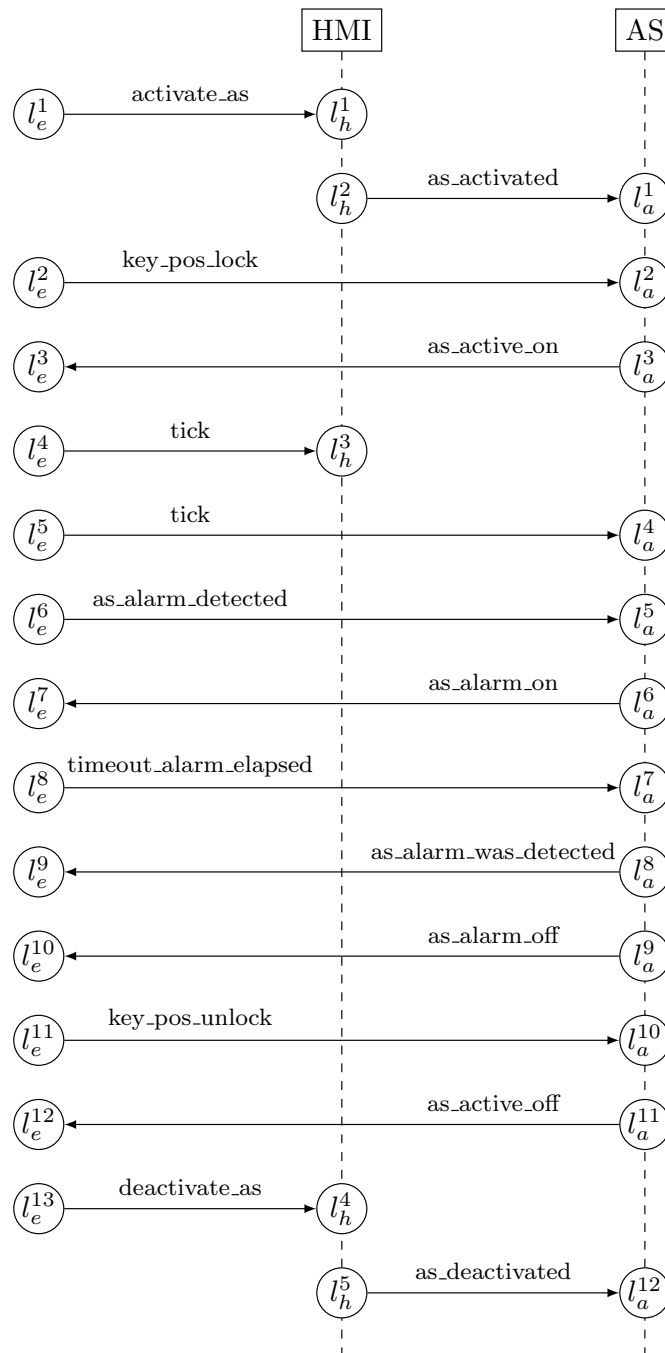 HMI AS
activate_as
l_e^1 l_h^1
as_activated
l_h^2 l_a^1
key_pos_lock
l_e^2 l_a^2
as_active_on
l_e^3 l_a^3
tick
l_e^4 l_h^3
tick
l_e^5 l_a^4
as_alarm_detected
l_e^6 l_a^5
as_alarm_on
l_e^7 l_a^6
timeout_alarm_elapsed
l_e^8 l_a^7
as_alarm_was_detected
l_e^9 l_a^8
as_alarm_off
l_e^10 l_a^9
key_pos_unlock
l_e^11 l_a^10
as_active_off
l_e^12 l_a^11
deactivate_as
l_e^13 l_h^4
as_deactivated
l_h^5 l_a^12